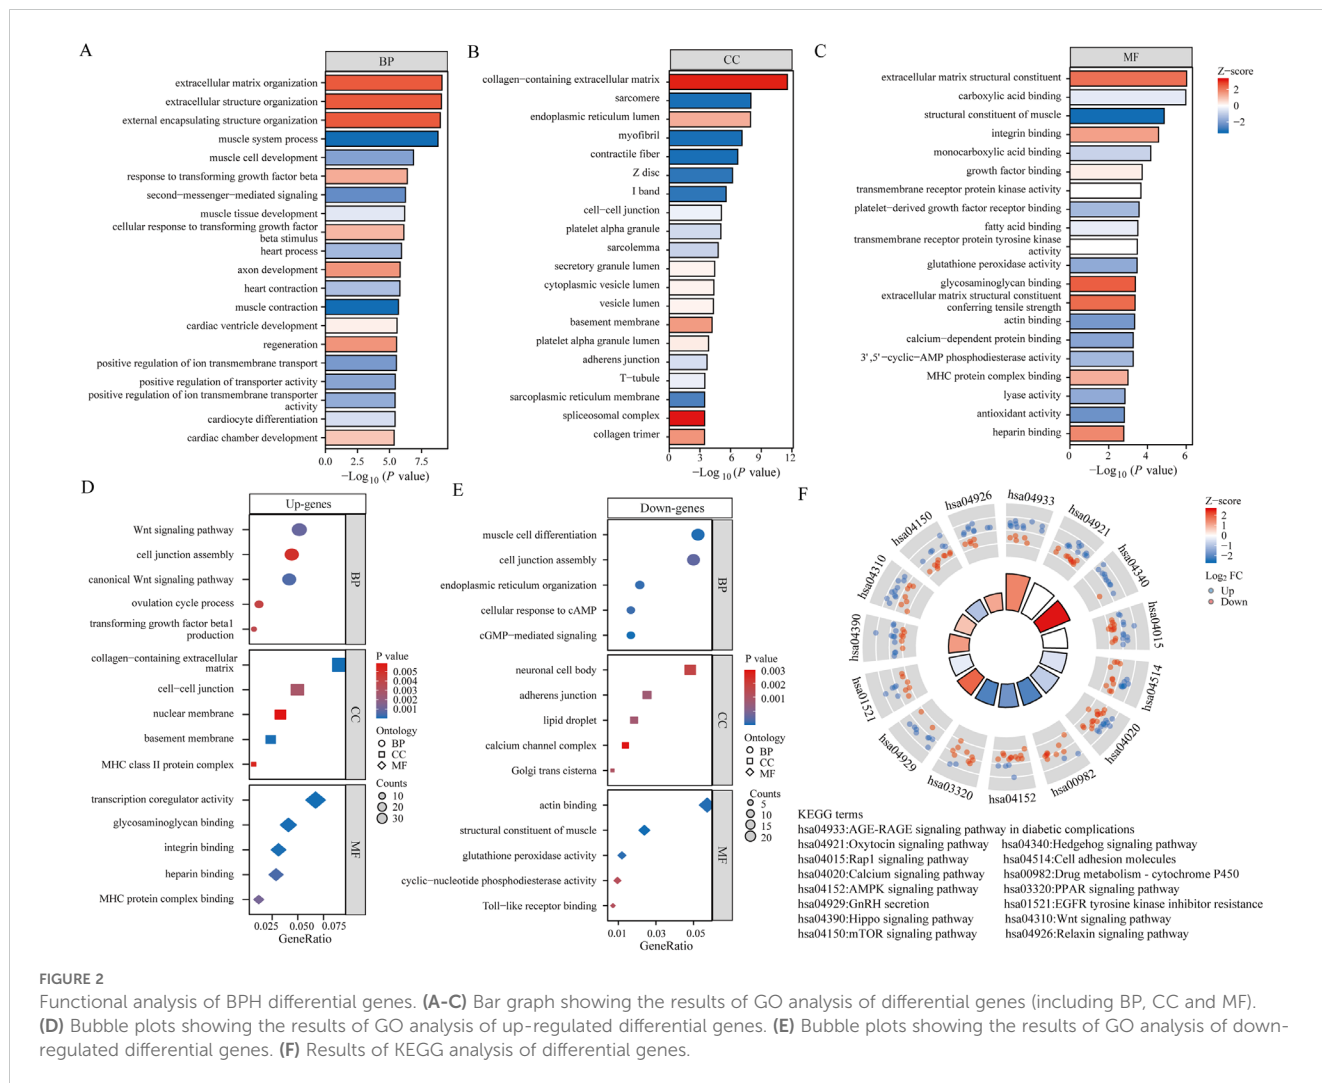 A
BP
extracellular matrix organization
extracellular structure organization
external encapsulating structure organization
muscle system process
muscle cell development
response to transforming growth factor beta
second−messenger−mediated signaling
muscle tissue development
cellular response to transforming growth factor
beta stimulus
heart process
axon development
heart contraction
muscle contraction
cardiac ventricle development
regeneration
positive regulation of ion transmembrane transport
positive regulation of transporter activity
positive regulation of ion transmembrane transporter
activity
cardiocyte differentiation
cardiac chamber development
0.0 2.5 5.0 7.5
−Log10 (P value)
B
CC
collagen−containing extracellular matrix
sarcomere
endoplasmic reticulum lumen
myofibril
contractile fiber
Z disc
I band
cell−cell junction
platelet alpha granule
sarcolemma
secretory granule lumen
cytoplasmic vesicle lumen
vesicle lumen
basement membrane
platelet alpha granule lumen
adherens junction
T−tubule
sarcoplasmic reticulum membrane
spliceosomal complex
collagen trimer
0 3 6 9 12
−Log10 (P value)
C
MF
extracellular matrix structural constituent
carboxylic acid binding
structural constituent of muscle
integrin binding
monocarboxylic acid binding
growth factor binding
transmembrane receptor protein kinase activity
platelet−derived growth factor receptor binding
fatty acid binding
transmembrane receptor protein tyrosine kinase
activity
glutathione peroxidase activity
glycosaminoglycan binding
extracellular matrix structural constituent
conferring tensile strength
actin binding
calcium−dependent protein binding
3',5'−cyclic−AMP phosphodiesterase activity
MHC protein complex binding
lyase activity
antioxidant activity
heparin binding
0 2 4 6
−Log10 (P value)
Z−score
2
0
−2
D
Up-genes
Wnt signaling pathway
cell junction assembly
canonical Wnt signaling pathway
ovulation cycle process
transforming growth factor beta1
production
BP
collagen−containing extracellular
matrix
cell−cell junction
nuclear membrane
basement membrane
MHC class II protein complex
CC
transcription coregulator activity
glycosaminoglycan binding
integrin binding
heparin binding
MHC protein complex binding
MF
0.025 0.050 0.075
GeneRatio
P value
0.005
0.004
0.003
0.002
0.001
Ontology
BP
CC
MF
Counts
10
20
30
E
Down-genes
muscle cell differentiation
cell junction assembly
endoplasmic reticulum organization
cellular response to cAMP
cGMP−mediated signaling
BP
neuronal cell body
adherens junction
lipid droplet
calcium channel complex
Golgi trans cisterna
CC
actin binding
structural constituent of muscle
glutathione peroxidase activity
cyclic−nucleotide phosphodiesterase activity
Toll−like receptor binding
MF
0.01 0.03 0.05
GeneRatio
P value
0.003
0.002
0.001
Ontology
BP
CC
MF
Counts
5
10
15
20
F
hsa04933
hsa04921
hsa04340
hsa04015
hsa04514
hsa04020
hsa00982
hsa04152
hsa03320
hsa04929
hsa01521
hsa04390
hsa04310
hsa04150
hsa04926
Z−score
2
1
0
−1
−2
Log2 FC
Up
Down
KEGG terms
hsa04933:AGE-RAGE signaling pathway in diabetic complications
hsa04921:Oxytocin signaling pathway hsa04340:Hedgehog signaling pathway
hsa04015:Rap1 signaling pathway hsa04514:Cell adhesion molecules
hsa04020:Calcium signaling pathway hsa00982:Drug metabolism - cytochrome P450
hsa04152:AMPK signaling pathway hsa03320:PPAR signaling pathway
hsa04929:GnRH secretion hsa01521:EGFR tyrosine kinase inhibitor resistance
hsa04390:Hippo signaling pathway hsa04310:Wnt signaling pathway
hsa04150:mTOR signaling pathway hsa04926:Relaxin signaling pathway
FIGURE 2
Functional analysis of BPH differential genes. (A-C) Bar graph showing the results of GO analysis of differential genes (including BP, CC and MF).
(D) Bubble plots showing the results of GO analysis of up-regulated differential genes. (E) Bubble plots showing the results of GO analysis of down-
regulated differential genes. (F) Results of KEGG analysis of differential genes.